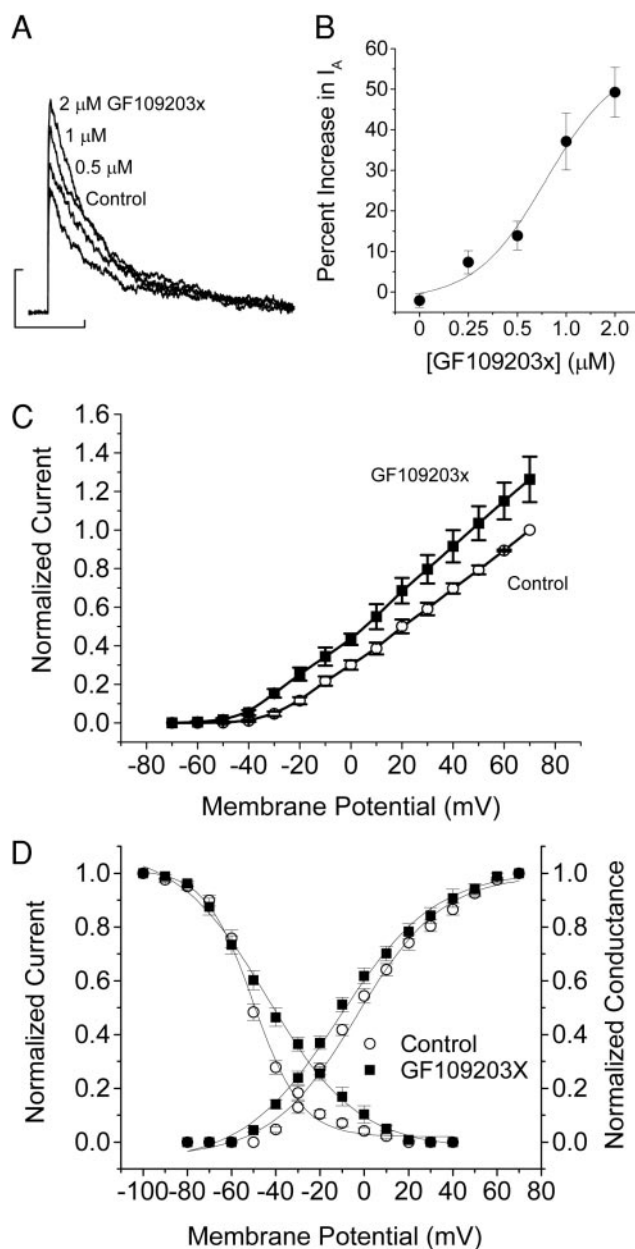 A
2 μM GF109203x
1 μM
0.5 μM
Control
B
Percent Increase in I_A
60
50
40
30
20
10
0
0 0.25 0.5 1.0 2.0
[GF109203x] (μM)
C
Normalized Current
1.6
1.4
1.2
1.0
0.8
0.6
0.4
0.2
0.0
GF109203x
Control
-80 -60 -40 -20 0 20 40 60 80
Membrane Potential (mV)
D
Normalized Current
1.0
0.8
0.6
0.4
0.2
0.0
Control
GF109203X
1.0
0.8
0.6
0.4
0.2
0.0
Normalized Conductance
-100 -80 -60 -40 -20 0 20 40 60 80
Membrane Potential (mV)